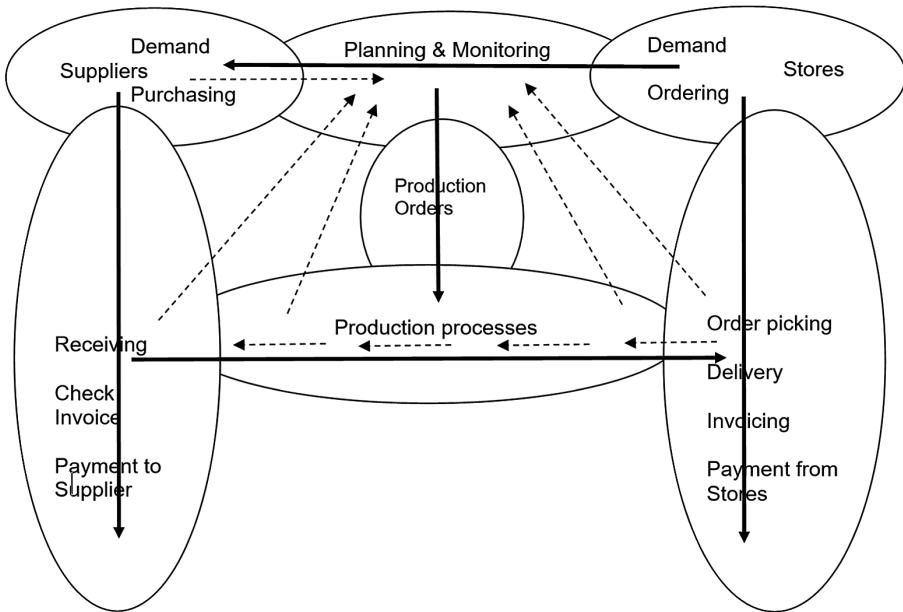 Demand
Suppliers
Purchasing
Planning & Monitoring
Demand
Stores
Ordering
Production
Orders
Production processes
Receiving
Check
Invoice
Payment to
Supplier
Order picking
Delivery
Invoicing
Payment from
Stores